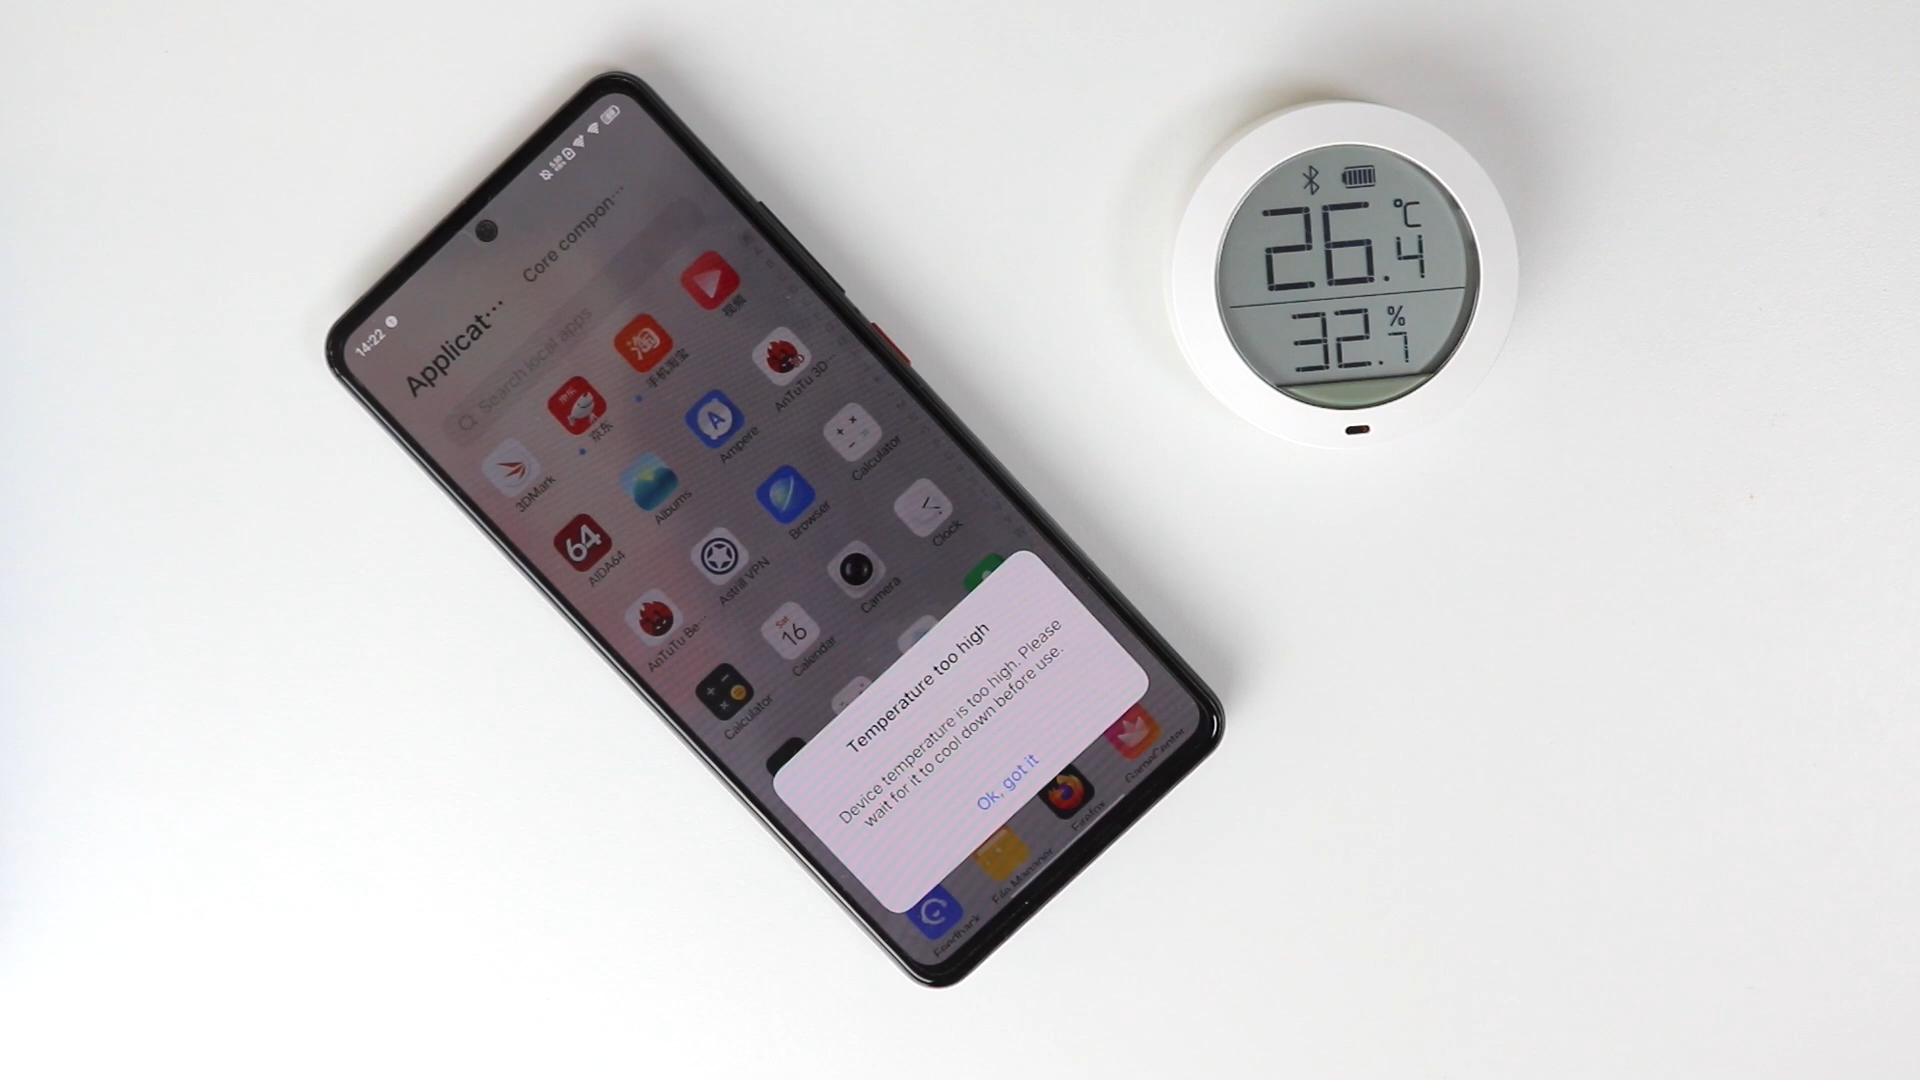 14:22
Applicat···
Core compon···
Search local apps
3DMark
京东
手机淘宝
视频
AIDA64
Albums
Ampere
AnTuTu 3D...
AnTuTu Be...
Astrill VPN
Browser
Calculator
Calculator
Sat
16
Calendar
Camera
Clock
Temperature too high
Device temperature is too high. Please
wait for it to cool down before use.
Ok, got it
Feedback
File Manager
Firefox
GameCenter
26.4 °C
32.7 %